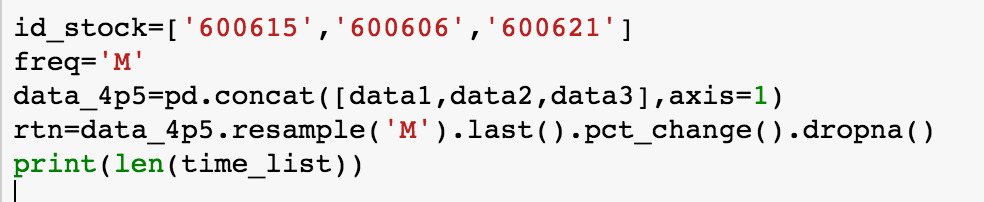 id_stock=['600615','600606','600621']
freq='M'
data_4p5=pd.concat([data1,data2,data3],axis=1)
rtn=data_4p5.resample('M').last().pct_change().dropna()
print(len(time_list))